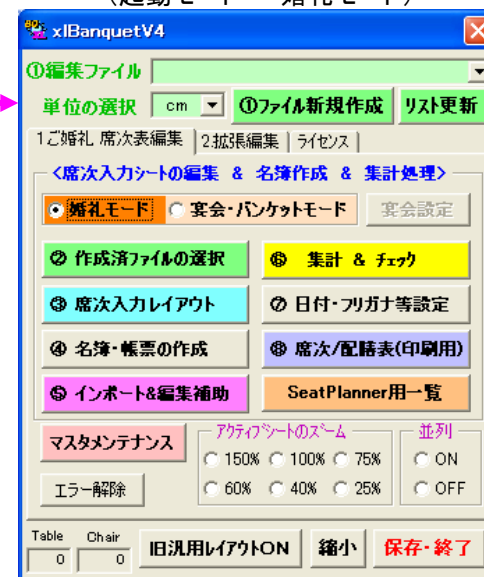 (起動モード = 婚礼モード)
xlBanquetV4
①編集ファイル
単位の選択 cm ①ファイル新規作成 リスト更新
1ご婚礼 席次表編集 2拡張編集 ライセンス
<席次入力シートの編集 & 名簿作成 & 集計処理>
婚礼モード 宴会・バンケットモード 宴会設定
② 作成済ファイルの選択 ⑥ 集計 & チェック
③ 席次入力レイアウト ⑦ 日付・フリガナ等設定
④ 名簿・帳票の作成 ⑧ 席次/配膳表(印刷用)
⑤ インポート&編集補助 SeatPlanner用一覧
マスタメンテナンス アクティブシートのズーム 並列
150% 100% 75% ON
エラー解除 60% 40% 25% OFF
Table Chair
0 0 旧汎用レイアウトON 縮小 保存・終了